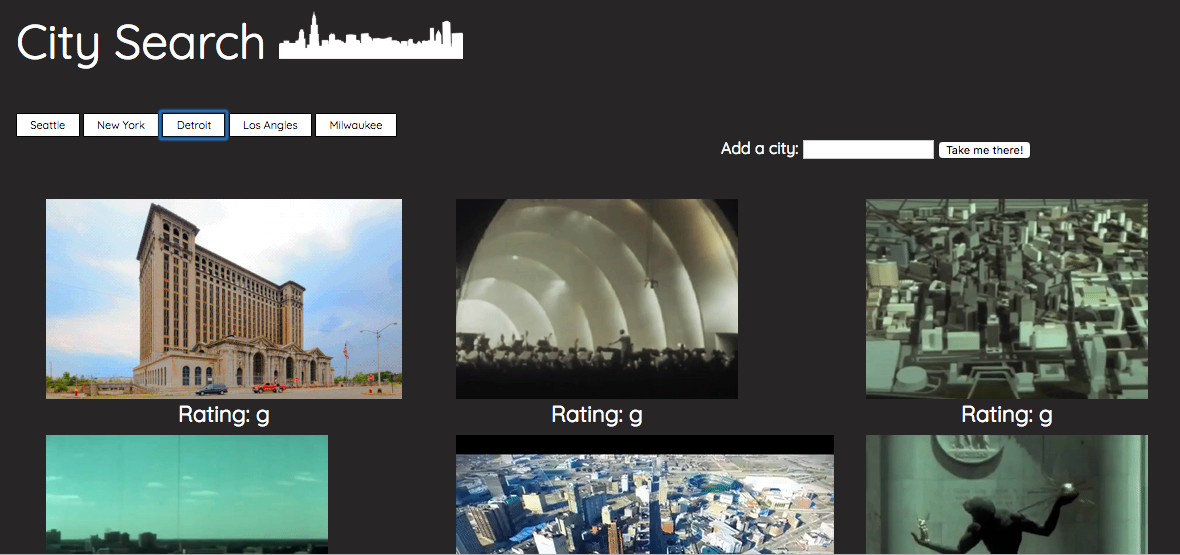 City Search
Seattle New York Detroit Los Angles Milwaukee
Add a city: Take me there!
Rating: g Rating: g Rating: g